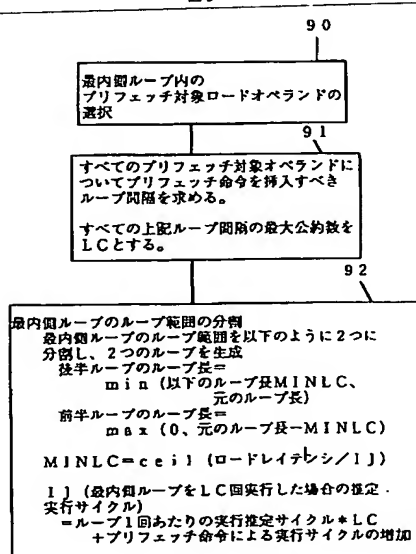 90
最内側ループ内の
プリフェッチ対象ロードオペランドの
選択
91
すべてのプリフェッチ対象オペランドに
ついてプリフェッチ命令を挿入すべき
ループ間隔を求める。
すべての上記ループ間隔の最大公約数を
LCとする。
92
最内側ループのループ範囲の分割
最内側ループのループ範囲を以下のように2つに
分割し、2つのループを生成
後半ループのループ長=
min(以下のループ長MINLC、
元のループ長)
前半ループのループ長=
max(0、元のループ長-MINLC)
MINLC=ceil(ロードレイテンシ/IJ)
IJ(最内側ループをLC回実行した場合の推定
実行サイクル)
=ループ1回あたりの実行推定サイクル*LC
+プリフェッチ命令による実行サイクルの増加